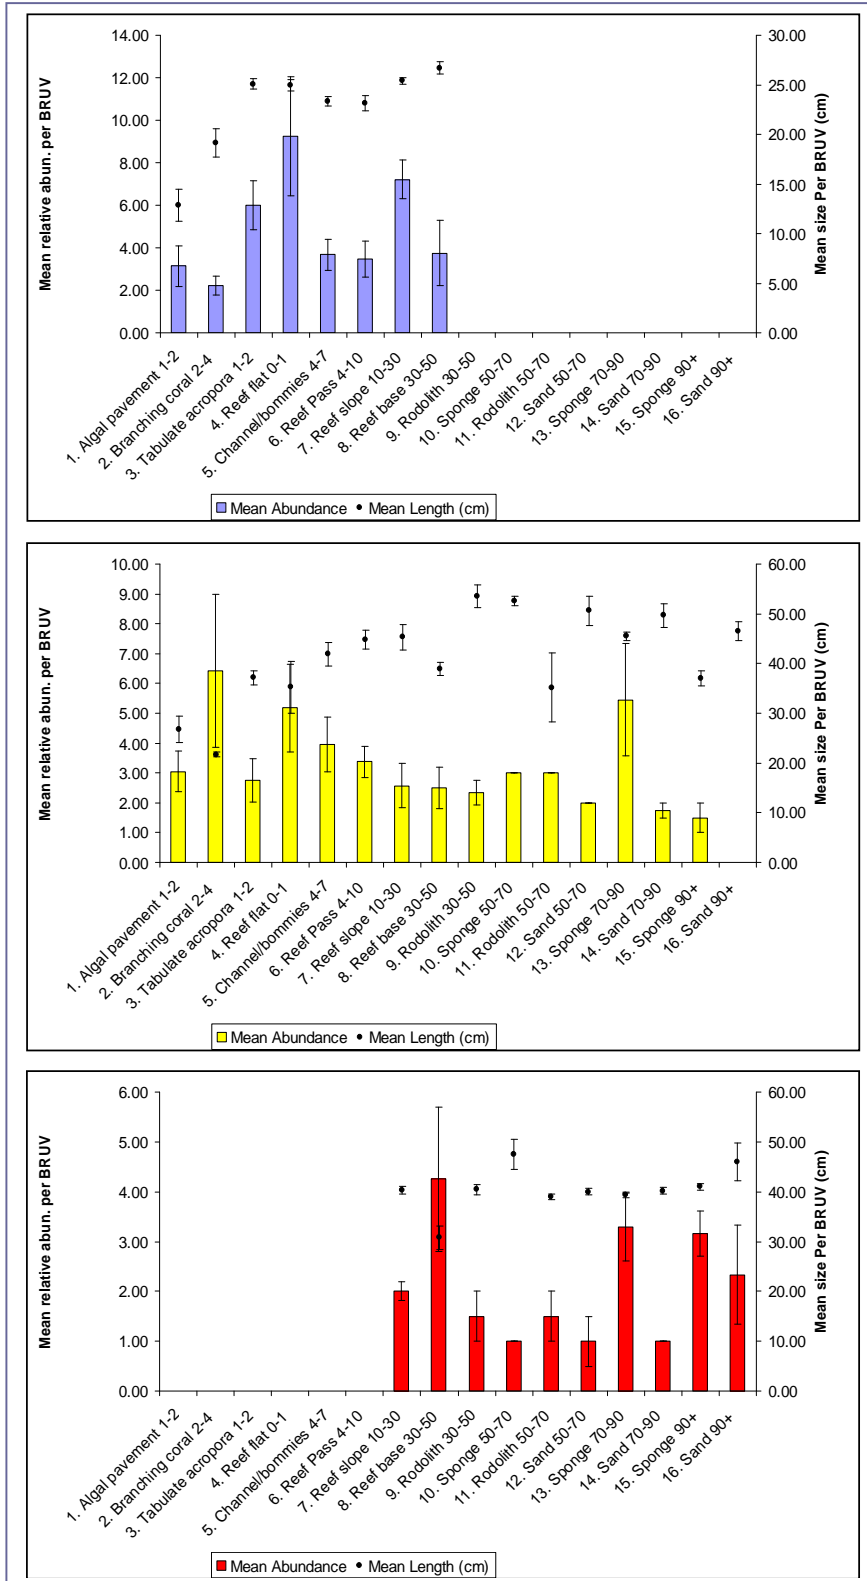 14.00
12.00
10.00
8.00
6.00
4.00
2.00
0.00
Mean relative abun. per BRUV
30.00
25.00
20.00
15.00
10.00
5.00
0.00
Mean size Per BRUV (cm)
1. Algal pavement 1-2
2. Branching coral 2-4
3. Tabulate acropora 1-2
4. Reef flat 0-1
5. Channel/bommies 4-7
6. Reef Pass 4-10
7. Reef slope 10-30
8. Reef base 30-50
9. Rodolith 30-50
10. Sponge 50-70
11. Rodolith 50-70
12. Sand 50-70
13. Sponge 70-90
14. Sand 70-90
15. Sponge 90+
16. Sand 90+
Mean Abundance Mean Length (cm)
10.00
9.00
8.00
7.00
6.00
5.00
4.00
3.00
2.00
1.00
0.00
Mean relative abun. per BRUV
60.00
50.00
40.00
30.00
20.00
10.00
0.00
Mean size Per BRUV (cm)
1. Algal pavement 1-2
2. Branching coral 2-4
3. Tabulate acropora 1-2
4. Reef flat 0-1
5. Channel/bommies 4-7
6. Reef Pass 4-10
7. Reef slope 10-30
8. Reef base 30-50
9. Rodolith 30-50
10. Sponge 50-70
11. Rodolith 50-70
12. Sand 50-70
13. Sponge 70-90
14. Sand 70-90
15. Sponge 90+
16. Sand 90+
Mean Abundance Mean Length (cm)
6.00
5.00
4.00
3.00
2.00
1.00
0.00
Mean relative abun. per BRUV
60.00
50.00
40.00
30.00
20.00
10.00
0.00
Mean size Per BRUV (cm)
1. Algal pavement 1-2
2. Branching coral 2-4
3. Tabulate acropora 1-2
4. Reef flat 0-1
5. Channel/bommies 4-7
6. Reef Pass 4-10
7. Reef slope 10-30
8. Reef base 30-50
9. Rodolith 30-50
10. Sponge 50-70
11. Rodolith 50-70
12. Sand 50-70
13. Sponge 70-90
14. Sand 70-90
15. Sponge 90+
16. Sand 90+
Mean Abundance Mean Length (cm)